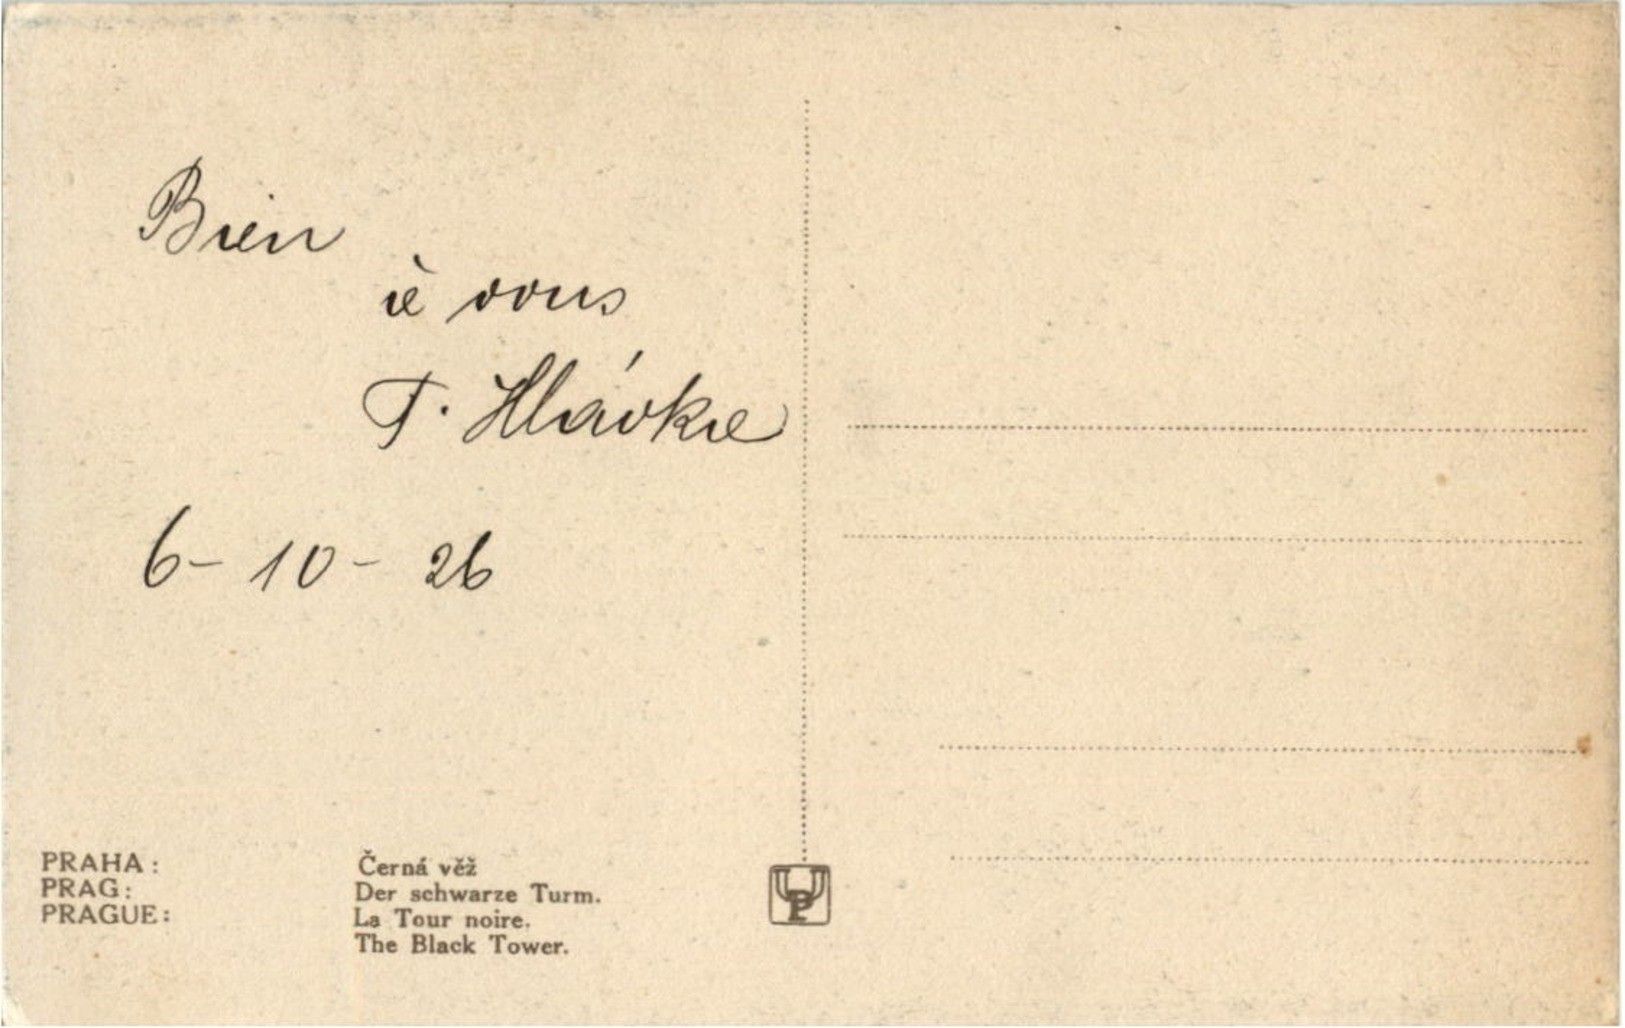 Bien
à vous
T. Hlávka
6 - 10 - 26
PRAHA:
PRAG:
PRAGUE:
Černá věž
Der schwarze Turm.
La Tour noire.
The Black Tower.